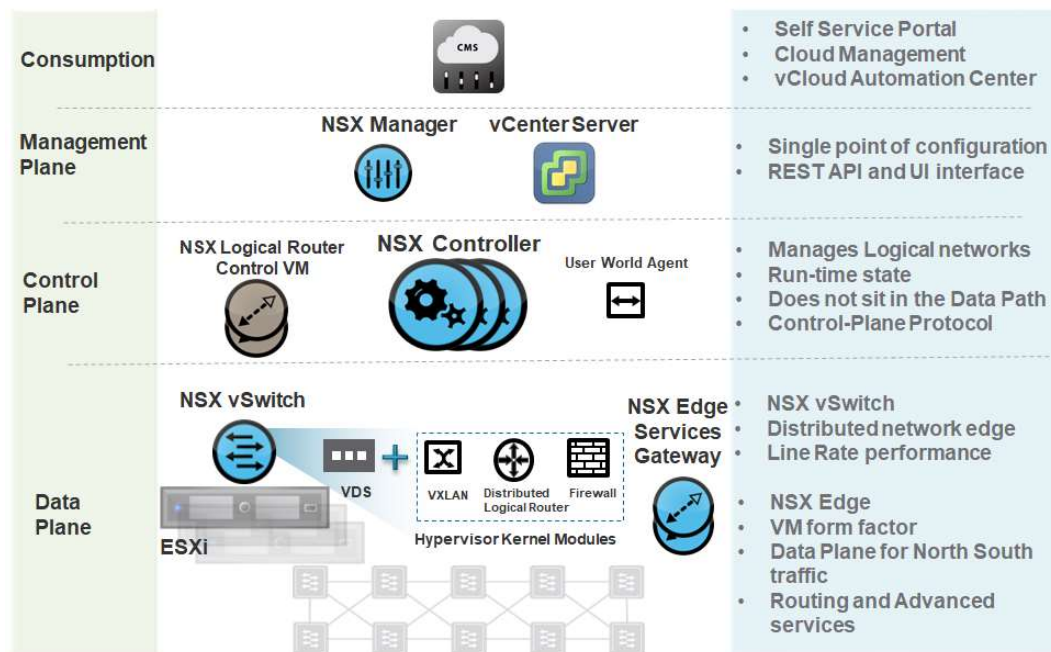 Consumption
CMS
• Self Service Portal
• Cloud Management
• vCloud Automation Center
Management
Plane
NSX Manager
vCenter Server
• Single point of configuration
• REST API and UI interface
Control
Plane
NSX Logical Router
Control VM
NSX Controller
User World Agent
• Manages Logical networks
• Run-time state
• Does not sit in the Data Path
• Control-Plane Protocol
Data
Plane
NSX vSwitch
ESXi
VDS
VXLAN
Distributed
Logical Router
Firewall
Hypervisor Kernel Modules
NSX Edge
Services
Gateway
• NSX vSwitch
• Distributed network edge
• Line Rate performance
• NSX Edge
• VM form factor
• Data Plane for North South
traffic
• Routing and Advanced
services